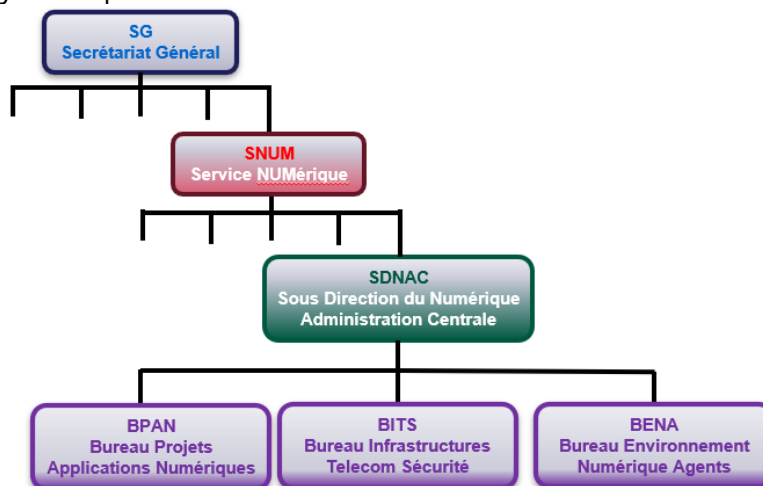 SG
Secrétariat Général
SNUM
Service NUMérique
SDNAC
Sous Direction du Numérique
Administration Centrale
BPAN
Bureau Projets
Applications Numériques
BITS
Bureau Infrastructures
Telecom Sécurité
BENA
Bureau Environnement
Numérique Agents